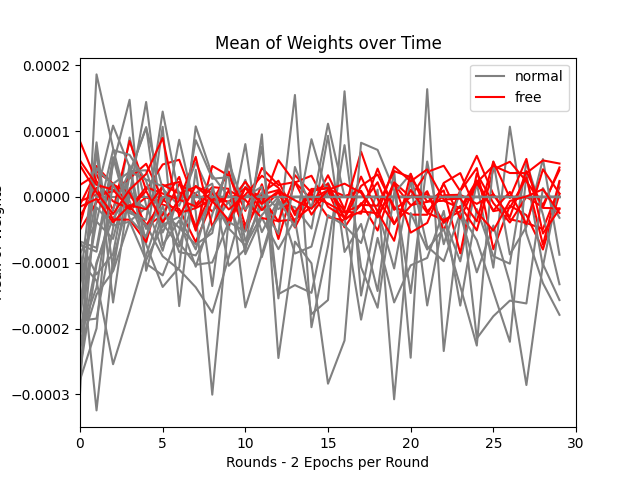 Mean of Weights over Time
normal
free
0.0002
0.0001
0.0000
−0.0001
−0.0002
−0.0003
0 5 10 15 20 25 30
Rounds - 2 Epochs per Round